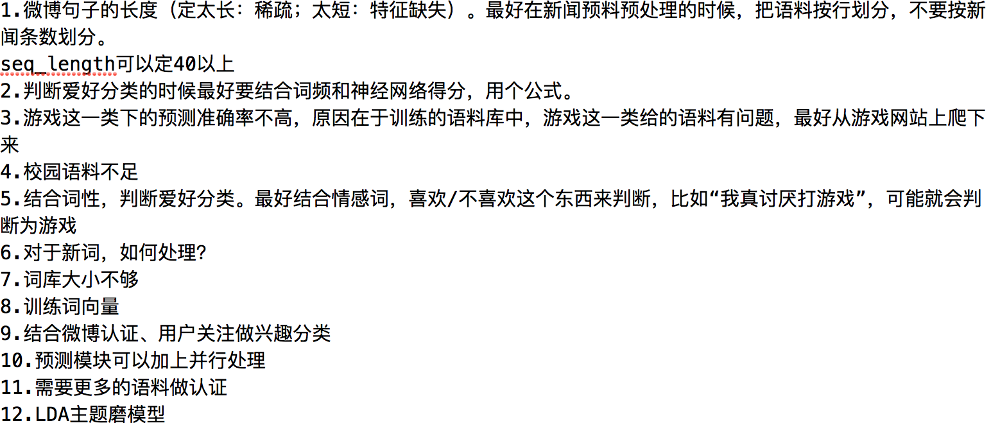 1.微博句子的长度（定太长：稀疏；太短：特征缺失）。最好在新闻预料预处理的时候，把语料按行划分，不要按新
闻条数划分。
seq_length可以定40以上
2.判断爱好分类的时候最好要结合词频和神经网络得分，用个公式。
3.游戏这一类下的预测准确率不高，原因在于训练的语料库中，游戏这一类给的语料有问题，最好从游戏网站上爬下
来
4.校园语料不足
5.结合词性，判断爱好分类。最好结合情感词，喜欢/不喜欢这个东西来判断，比如“我真讨厌打游戏”，可能就会判
断为游戏
6.对于新词，如何处理？
7.词库大小不够
8.训练词向量
9.结合微博认证、用户关注做兴趣分类
10.预测模块可以加上并行处理
11.需要更多的语料做认证
12.LDA主题磨模型